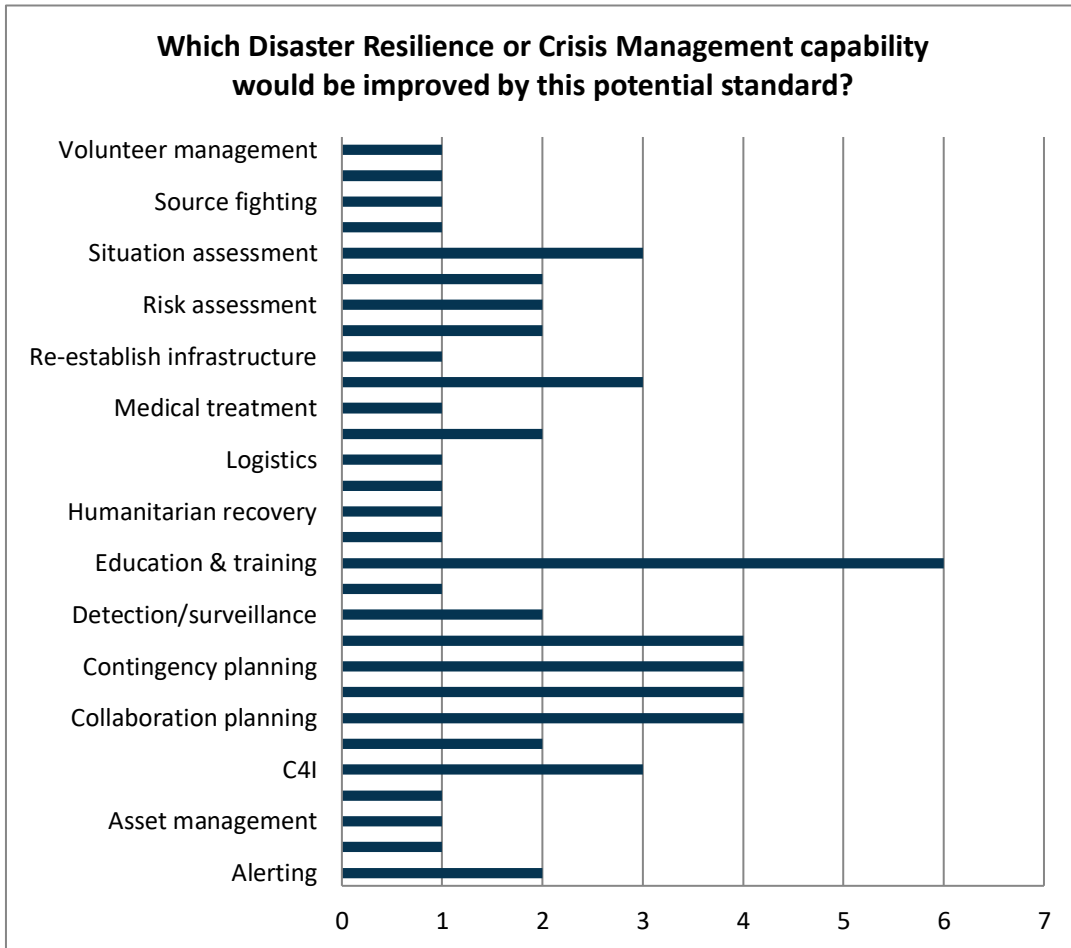 Which Disaster Resilience or Crisis Management capability
would be improved by this potential standard?
Volunteer management
Source fighting
Situation assessment
Risk assessment
Re-establish infrastructure
Medical treatment
Logistics
Humanitarian recovery
Education & training
Detection/surveillance
Contingency planning
Collaboration planning
C4I
Asset management
Alerting
0 1 2 3 4 5 6 7